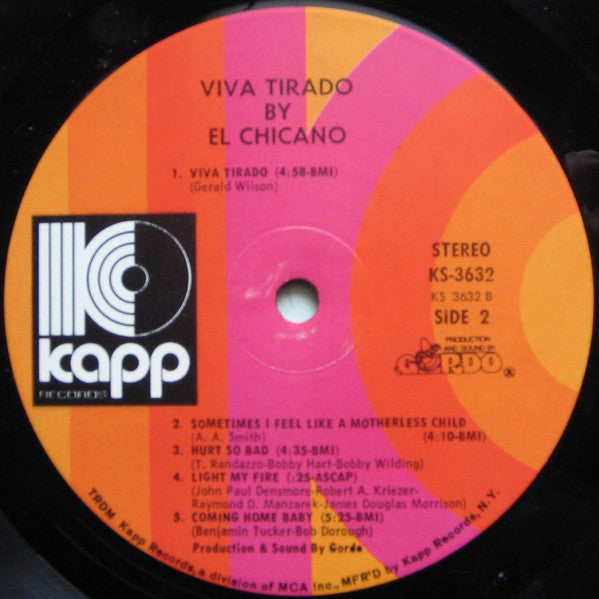 VIVA TIRADO
BY
EL CHICANO
1. VIVA TIRADO (4:58-BMI)
(Gerald Wilson)
kapp
RECORDS
STEREO
KS-3632
KS 3632 B
SIDE 2
PRODUCTION
AND SOUND BY
GORDO ®
2. SOMETIMES I FEEL LIKE A MOTHERLESS CHILD
(A. A. Smith) (4:10-BMI)
3. HURT SO BAD (4:35-BMI)
(T. Randazzo-Bobby Hart-Bobby Wilding)
4. LIGHT MY FIRE (:25-ASCAP)
(John Paul Densmore-Robert A. Kriezer-
Raymond D. Manzarek-James Douglas Morrison)
5. COMING HOME BABY (5:25-BMI)
(Benjamin Tucker-Bob Dorough)
Production & Sound By Gordo
TRDM. Kapp Records, a division of MCA Inc., MFR'D by Kapp Records, N.Y.